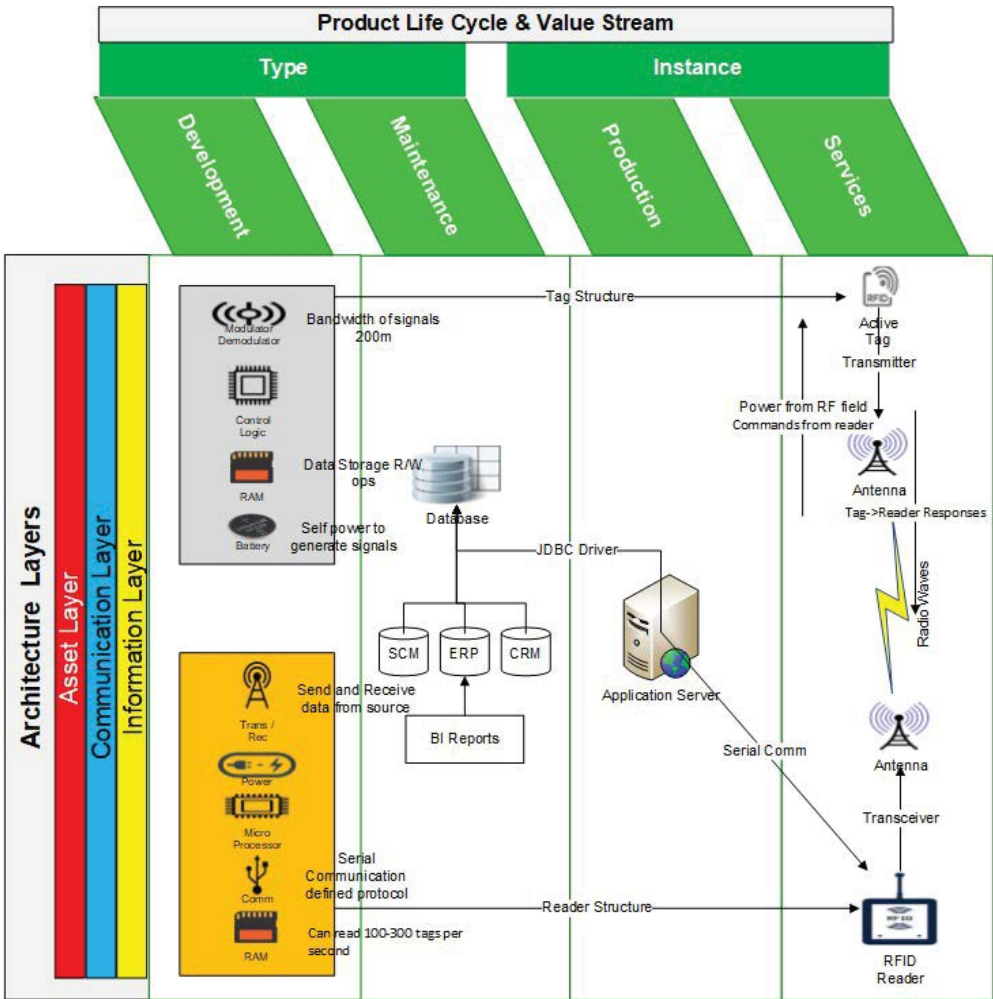 Product Life Cycle & Value Stream
Type
Instance
Development
Maintenance
Production
Services
Architecture Layers
Asset Layer
Communication Layer
Information Layer
Modulator
Demodulator
Bandwidth of signals
200m
Control
Logic
RAM
Data Storage R/W
ops
Battery
Self power to
generate signals
Trans /
Rec
Send and Receive
data from source
Power
Micro
Processor
Comm
Serial
Communication
defined protocol
RAM
Can read 100-300 tags per
second
Database
SCM
ERP
CRM
BI Reports
Tag Structure
JDBC Driver
Application Server
Serial Comm
Reader Structure
RFID
Active
Tag
Transmitter
Power from RF field
Commands from reader
Antenna
Tag->Reader Responses
Radio Waves
Antenna
Transceiver
RFID
Reader